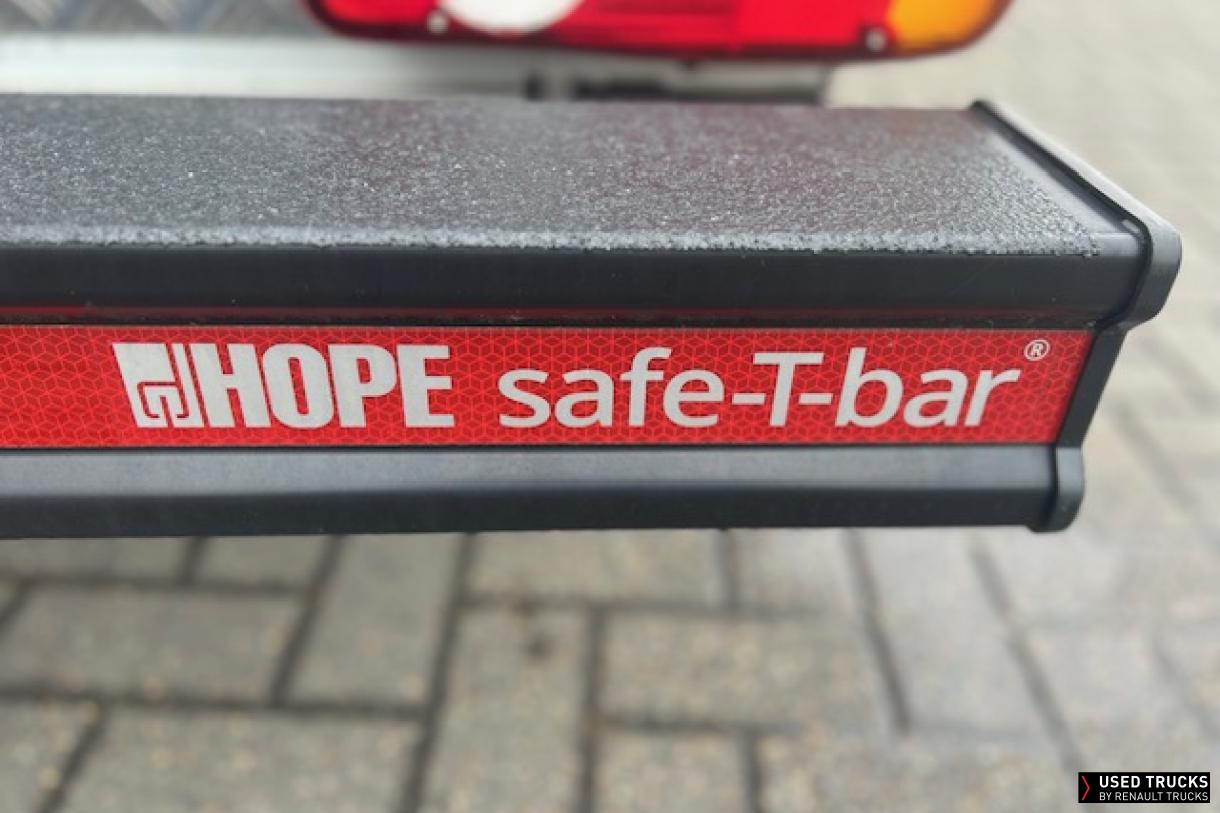 HOPE safe-T-bar®
USED TRUCKS
BY RENAULT TRUCKS